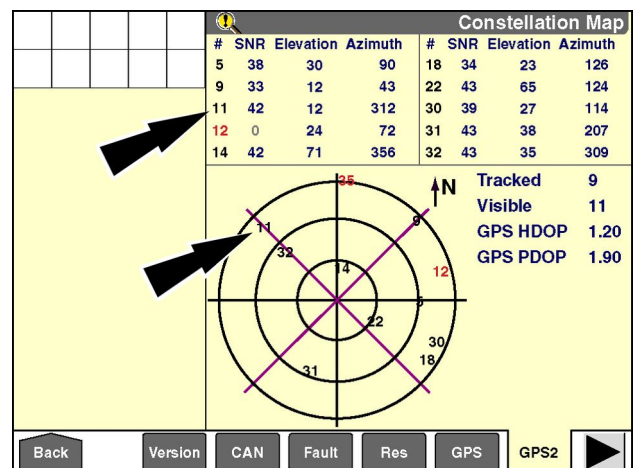 Constellation Map
# SNR Elevation Azimuth # SNR Elevation Azimuth
5 38 30 90 18 34 23 126
9 33 12 43 22 43 65 124
11 42 12 312 30 39 27 114
12 0 24 72 31 43 38 207
14 42 71 356 32 43 35 309
35
N
Tracked 9
Visible 11
GPS HDOP 1.20
GPS PDOP 1.90
11
9
32
14
12
5
22
30
18
31
Back Version CAN Fault Res GPS GPS2